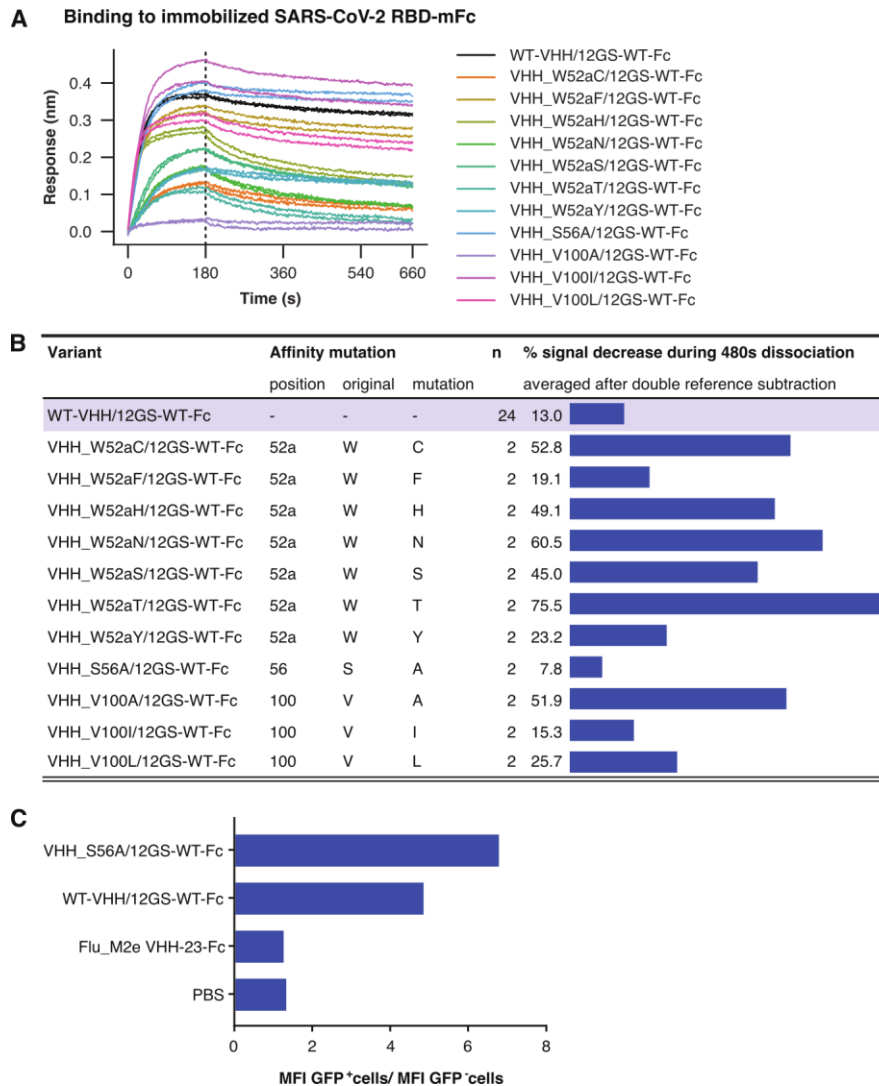 A Binding to immobilized SARS-CoV-2 RBD-mFc
Response (nm)
0.4
0.3
0.2
0.1
0.0
0 180 360 540 660
Time (s)
WT-VHH/12GS-WT-Fc
VHH_W52aC/12GS-WT-Fc
VHH_W52aF/12GS-WT-Fc
VHH_W52aH/12GS-WT-Fc
VHH_W52aN/12GS-WT-Fc
VHH_W52aS/12GS-WT-Fc
VHH_W52aT/12GS-WT-Fc
VHH_W52aY/12GS-WT-Fc
VHH_S56A/12GS-WT-Fc
VHH_V100A/12GS-WT-Fc
VHH_V100I/12GS-WT-Fc
VHH_V100L/12GS-WT-Fc
B Variant Affinity mutation n % signal decrease during 480s dissociation
position original mutation averaged after double reference subtraction
WT-VHH/12GS-WT-Fc - - - 24 13.0
VHH_W52aC/12GS-WT-Fc 52a W C 2 52.8
VHH_W52aF/12GS-WT-Fc 52a W F 2 19.1
VHH_W52aH/12GS-WT-Fc 52a W H 2 49.1
VHH_W52aN/12GS-WT-Fc 52a W N 2 60.5
VHH_W52aS/12GS-WT-Fc 52a W S 2 45.0
VHH_W52aT/12GS-WT-Fc 52a W T 2 75.5
VHH_W52aY/12GS-WT-Fc 52a W Y 2 23.2
VHH_S56A/12GS-WT-Fc 56 S A 2 7.8
VHH_V100A/12GS-WT-Fc 100 V A 2 51.9
VHH_V100I/12GS-WT-Fc 100 V I 2 15.3
VHH_V100L/12GS-WT-Fc 100 V L 2 25.7
C
VHH_S56A/12GS-WT-Fc
WT-VHH/12GS-WT-Fc
Flu_M2e VHH-23-Fc
PBS
0 2 4 6 8
MFI GFP⁺cells/ MFI GFP⁻cells